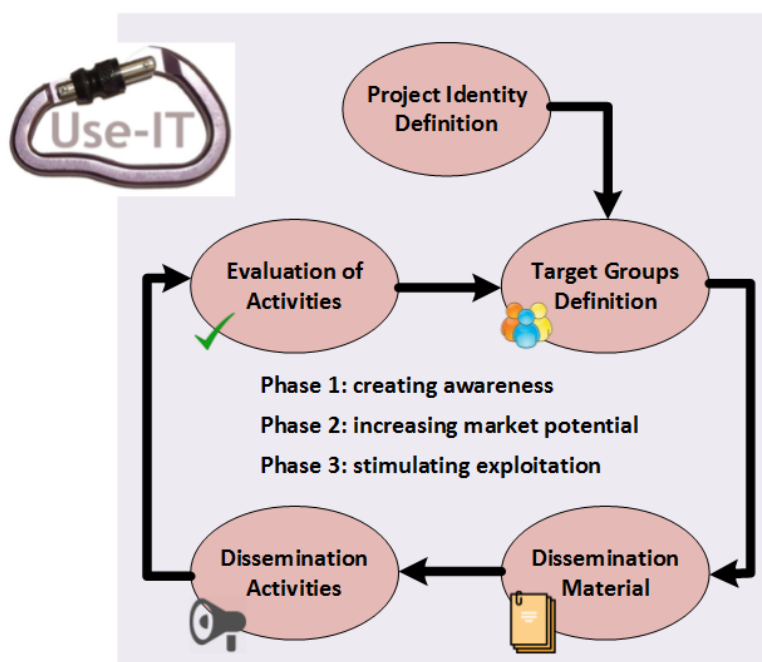 Use-IT
Project Identity
Definition
Evaluation of
Activities
Target Groups
Definition
Phase 1: creating awareness
Phase 2: increasing market potential
Phase 3: stimulating exploitation
Dissemination
Activities
Dissemination
Material